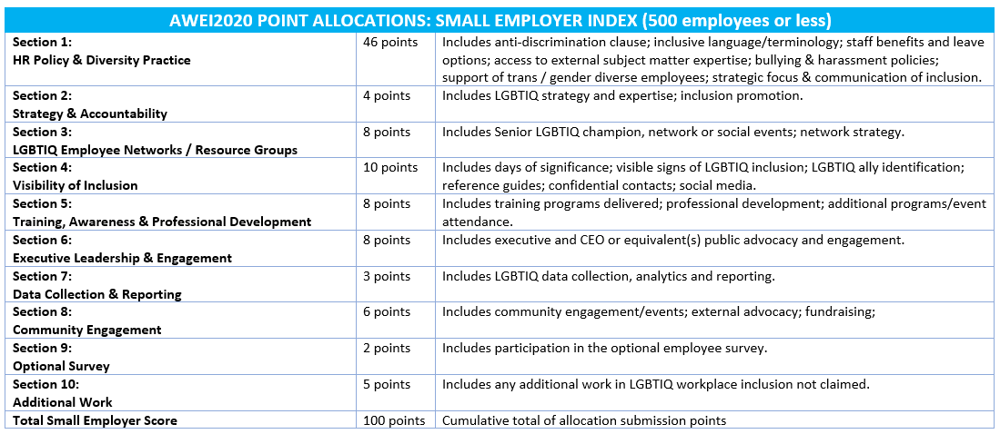 AWEI2020 POINT ALLOCATIONS: SMALL EMPLOYER INDEX (500 employees or less)
Section 1:
HR Policy & Diversity Practice
46 points
Includes anti-discrimination clause; inclusive language/terminology; staff benefits and leave
options; access to external subject matter expertise; bullying & harassment policies;
support of trans / gender diverse employees; strategic focus & communication of inclusion.
Section 2:
Strategy & Accountability
4 points
Includes LGBTIQ strategy and expertise; inclusion promotion.
Section 3:
LGBTIQ Employee Networks / Resource Groups
8 points
Includes Senior LGBTIQ champion, network or social events; network strategy.
Section 4:
Visibility of Inclusion
10 points
Includes days of significance; visible signs of LGBTIQ inclusion; LGBTIQ ally identification;
reference guides; confidential contacts; social media.
Section 5:
Training, Awareness & Professional Development
8 points
Includes training programs delivered; professional development; additional programs/event
attendance.
Section 6:
Executive Leadership & Engagement
8 points
Includes executive and CEO or equivalent(s) public advocacy and engagement.
Section 7:
Data Collection & Reporting
3 points
Includes LGBTIQ data collection, analytics and reporting.
Section 8:
Community Engagement
6 points
Includes community engagement/events; external advocacy; fundraising;
Section 9:
Optional Survey
2 points
Includes participation in the optional employee survey.
Section 10:
Additional Work
5 points
Includes any additional work in LGBTIQ workplace inclusion not claimed.
Total Small Employer Score
100 points
Cumulative total of allocation submission points